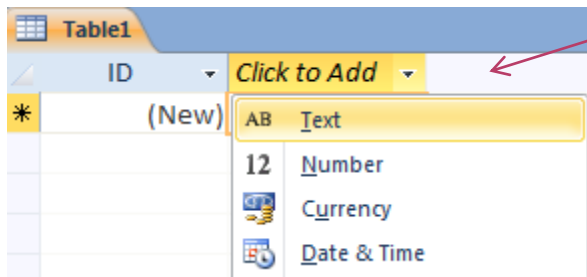 Table1
ID Click to Add
(New)
AB Text
12 Number
Currency
Date & Time